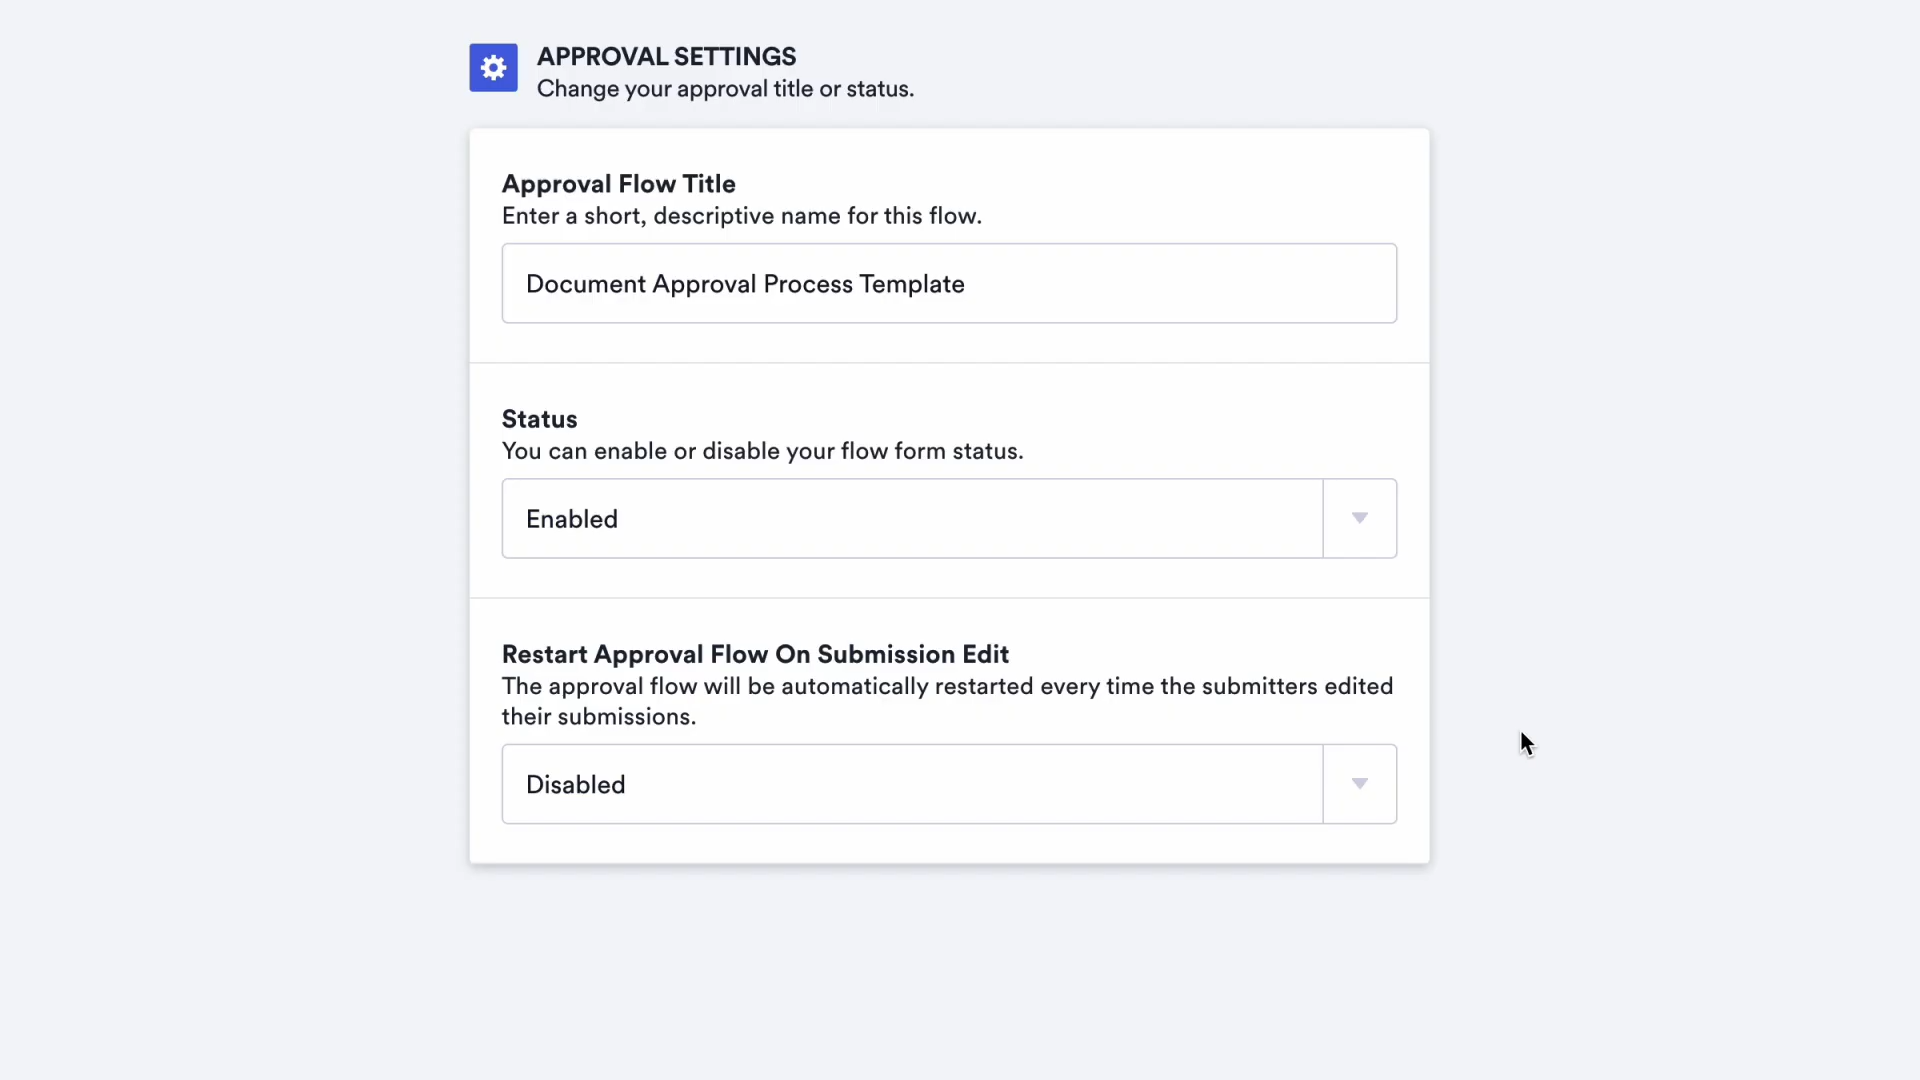 APPROVAL SETTINGS
Change your approval title or status.
Approval Flow Title
Enter a short, descriptive name for this flow.
Document Approval Process Template
Status
You can enable or disable your flow form status.
Enabled
Restart Approval Flow On Submission Edit
The approval flow will be automatically restarted every time the submitters edited
their submissions.
Disabled